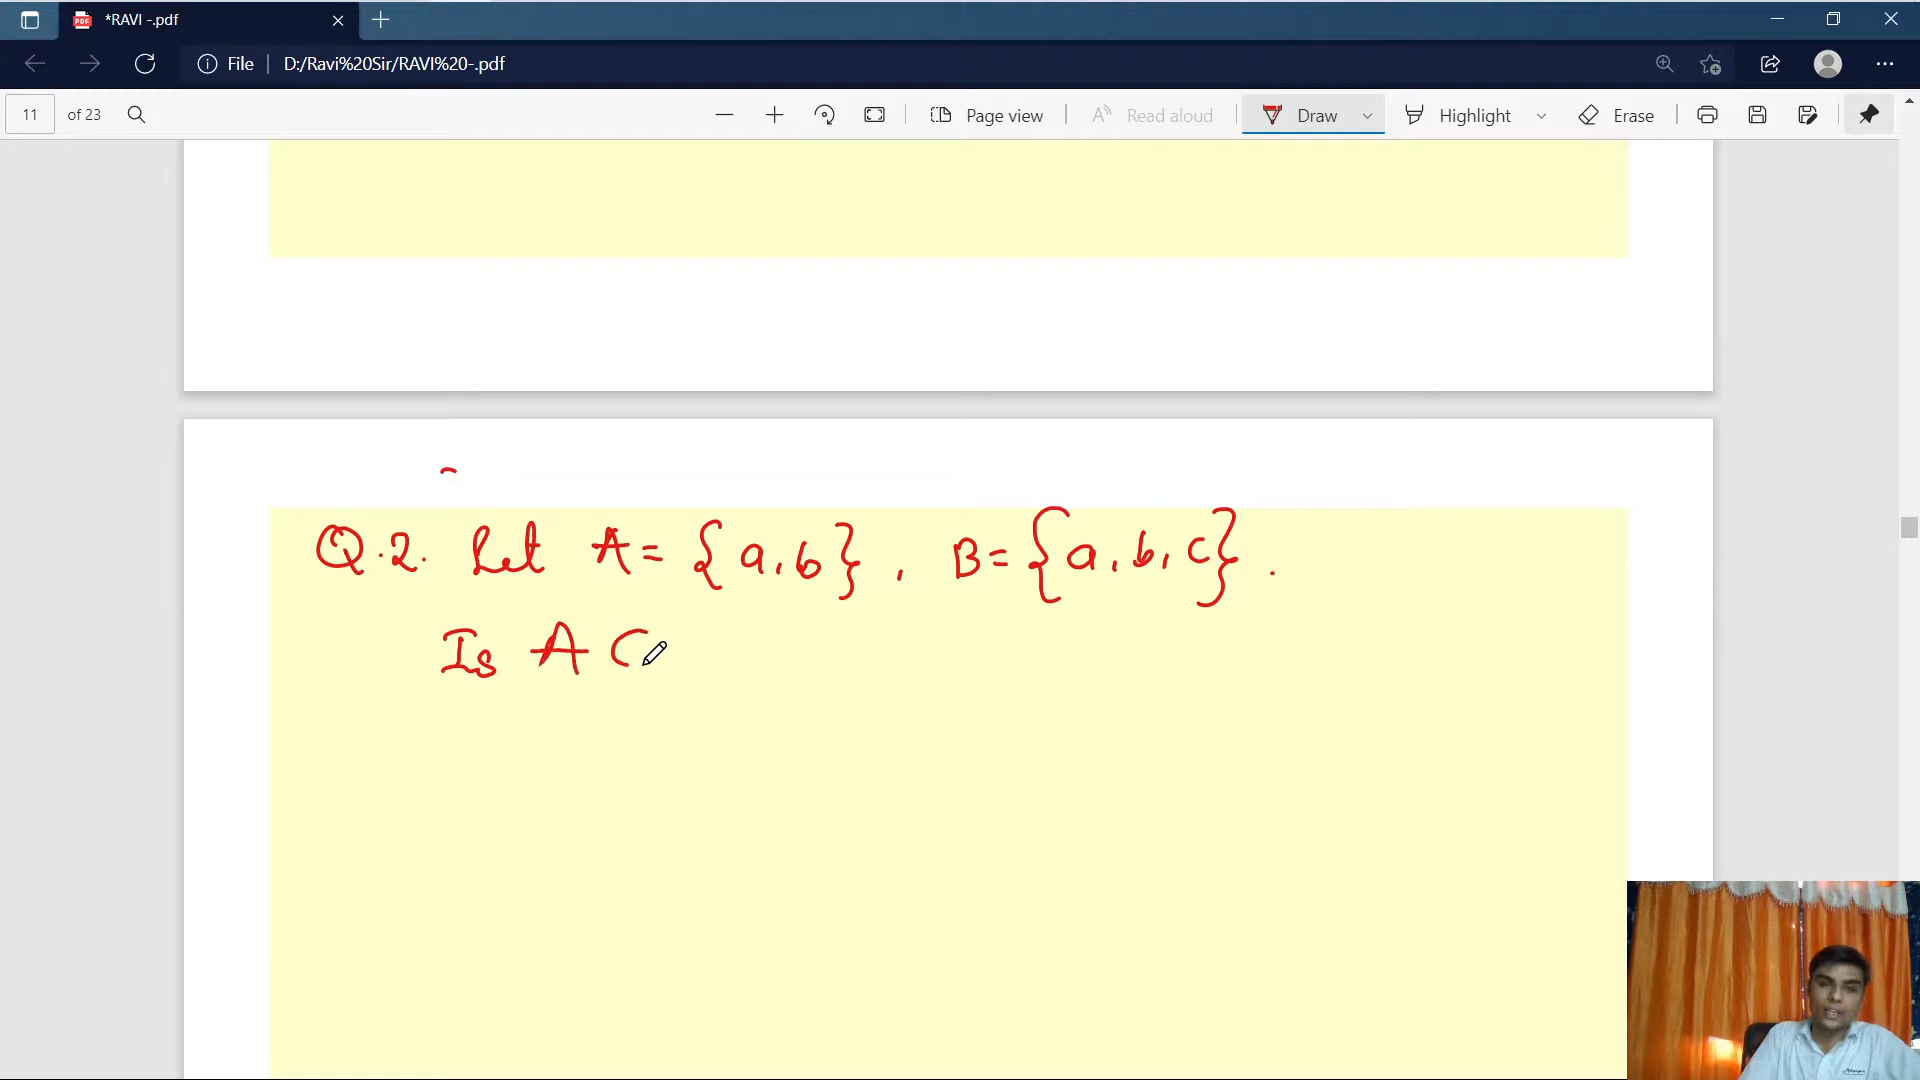 *RAVI -.pdf
File D:/Ravi%20Sir/RAVI%20-.pdf
11 of 23 Page view Read aloud Draw Highlight Erase
Q.2. Let A = {a, b} , B = {a, b, c} .
Is A ⊂